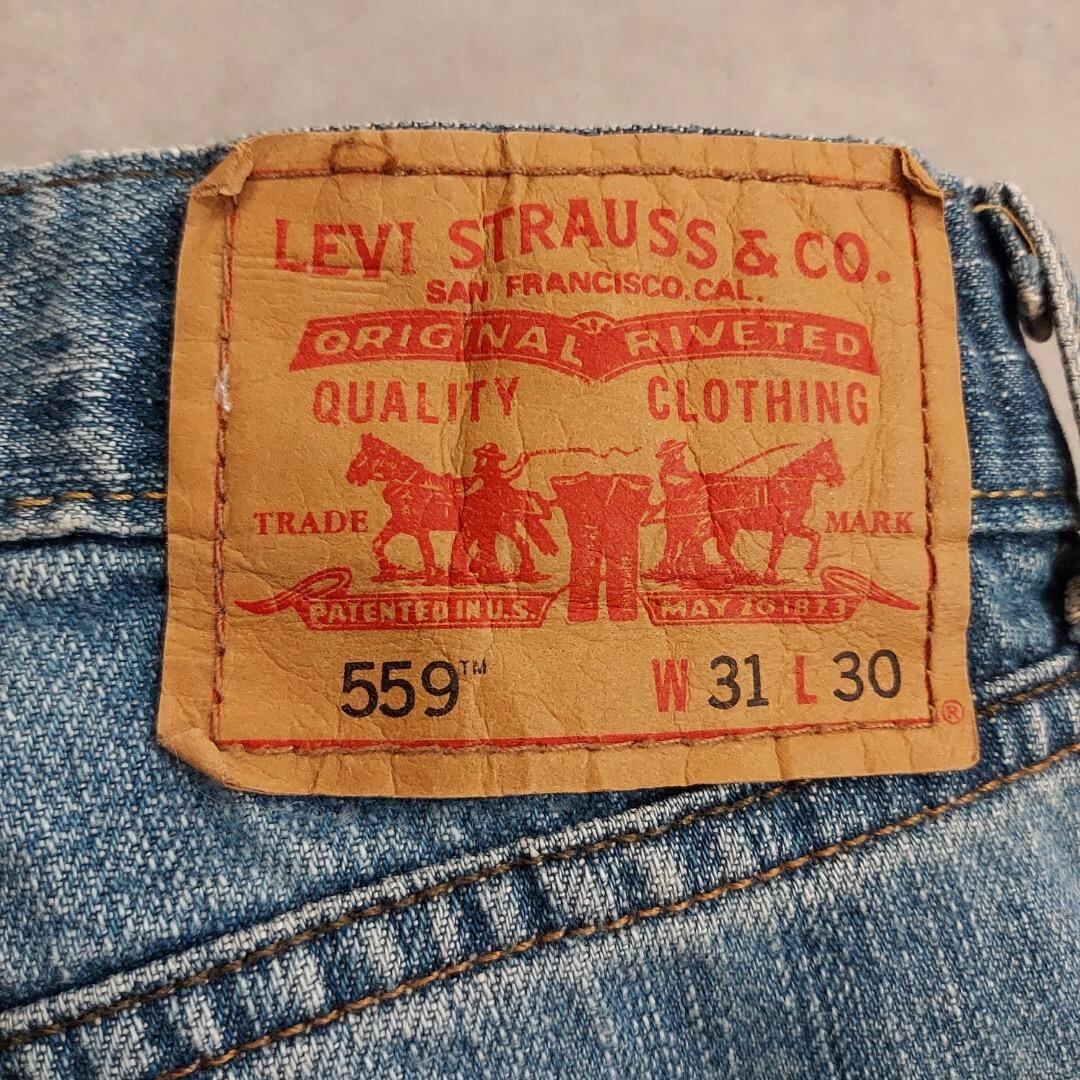 LEVI STRAUSS & CO.
SAN FRANCISCO, CAL.
ORIGINAL RIVETED
QUALITY CLOTHING
TRADE MARK
PATENTED IN U.S. MAY 20 1873
559™ W 31 L 30
®